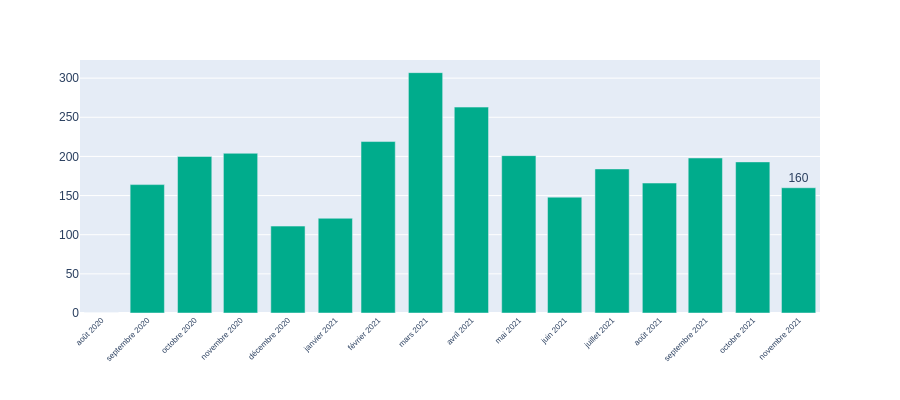 300
250
200
150
100
50
0
160
août 2020
septembre 2020
octobre 2020
novembre 2020
décembre 2020
janvier 2021
février 2021
mars 2021
avril 2021
mai 2021
juin 2021
juillet 2021
août 2021
septembre 2021
octobre 2021
novembre 2021